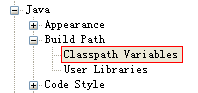 Java
Appearance
Build Path
Classpath Variables
User Libraries
Code Style